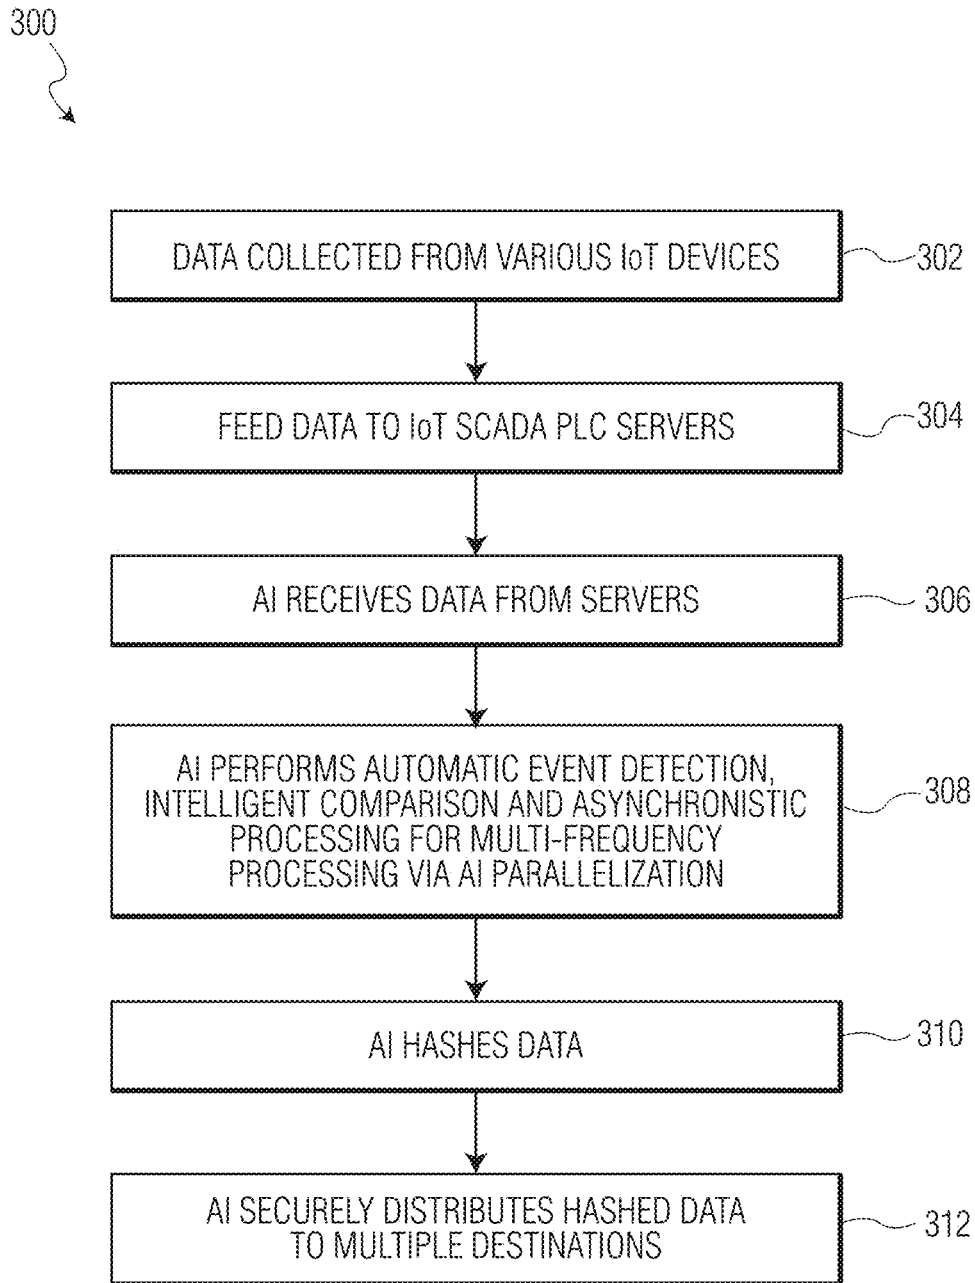 300
DATA COLLECTED FROM VARIOUS IoT DEVICES
302
FEED DATA TO IoT SCADA PLC SERVERS
304
AI RECEIVES DATA FROM SERVERS
306
AI PERFORMS AUTOMATIC EVENT DETECTION,
INTELLIGENT COMPARISON AND ASYNCHRONISTIC
PROCESSING FOR MULTI-FREQUENCY
PROCESSING VIA AI PARALLELIZATION
308
AI HASHES DATA
310
AI SECURELY DISTRIBUTES HASHED DATA
TO MULTIPLE DESTINATIONS
312